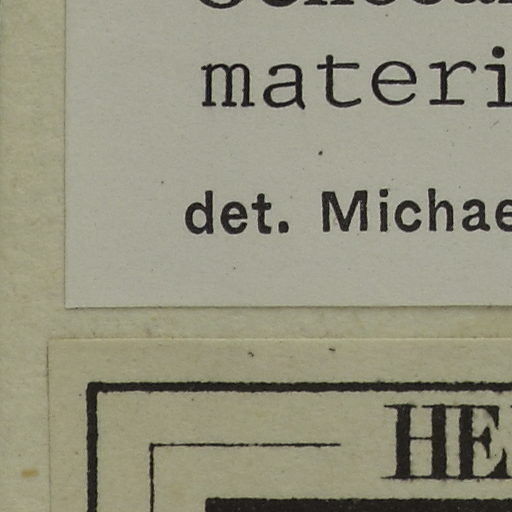 materi
det. Michae
HE